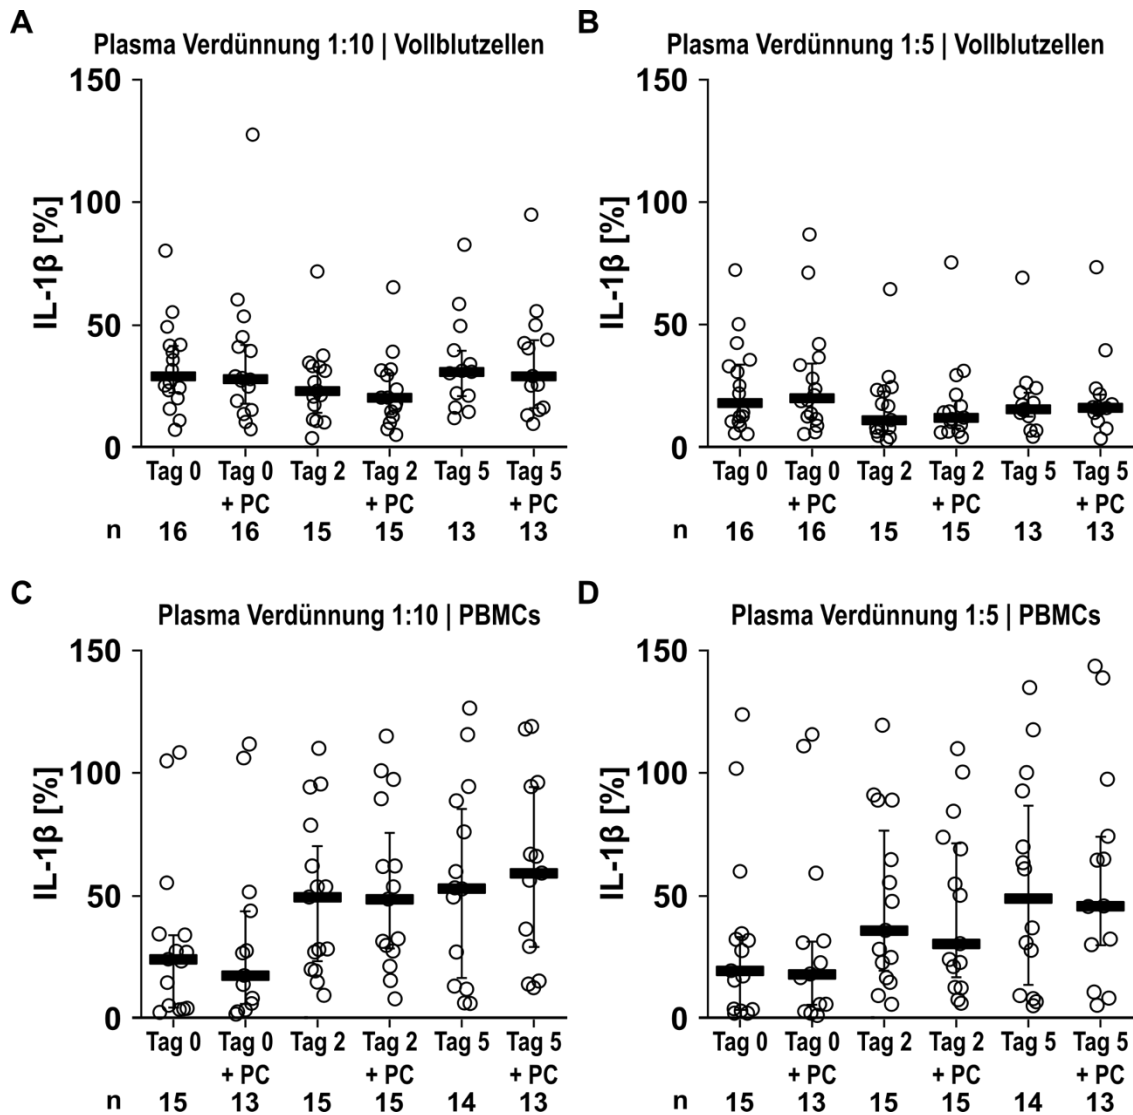 A
Plasma Verdünnung 1:10 | Vollblutzellen
IL-1β [%]
150
100
50
0
Tag 0 Tag 0 Tag 2 Tag 2 Tag 5 Tag 5
+ PC + PC + PC
n 16 16 15 15 13 13
B
Plasma Verdünnung 1:5 | Vollblutzellen
IL-1β [%]
150
100
50
0
Tag 0 Tag 0 Tag 2 Tag 2 Tag 5 Tag 5
+ PC + PC + PC
n 16 16 15 15 13 13
C
Plasma Verdünnung 1:10 | PBMCs
IL-1β [%]
150
100
50
0
Tag 0 Tag 0 Tag 2 Tag 2 Tag 5 Tag 5
+ PC + PC + PC
n 15 13 15 15 14 13
D
Plasma Verdünnung 1:5 | PBMCs
IL-1β [%]
150
100
50
0
Tag 0 Tag 0 Tag 2 Tag 2 Tag 5 Tag 5
+ PC + PC + PC
n 15 13 15 15 14 13